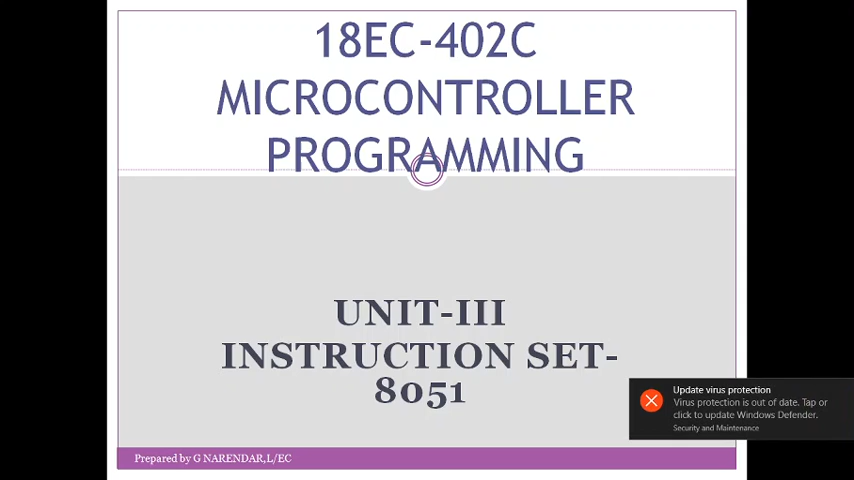 18EC-402C
MICROCONTROLLER
PROGRAMMING
UNIT-III
INSTRUCTION SET-
8051
Update virus protection
Virus protection is out of date. Tap or
click to update Windows Defender.
Security and Maintenance
Prepared by G NARENDAR,L/EC